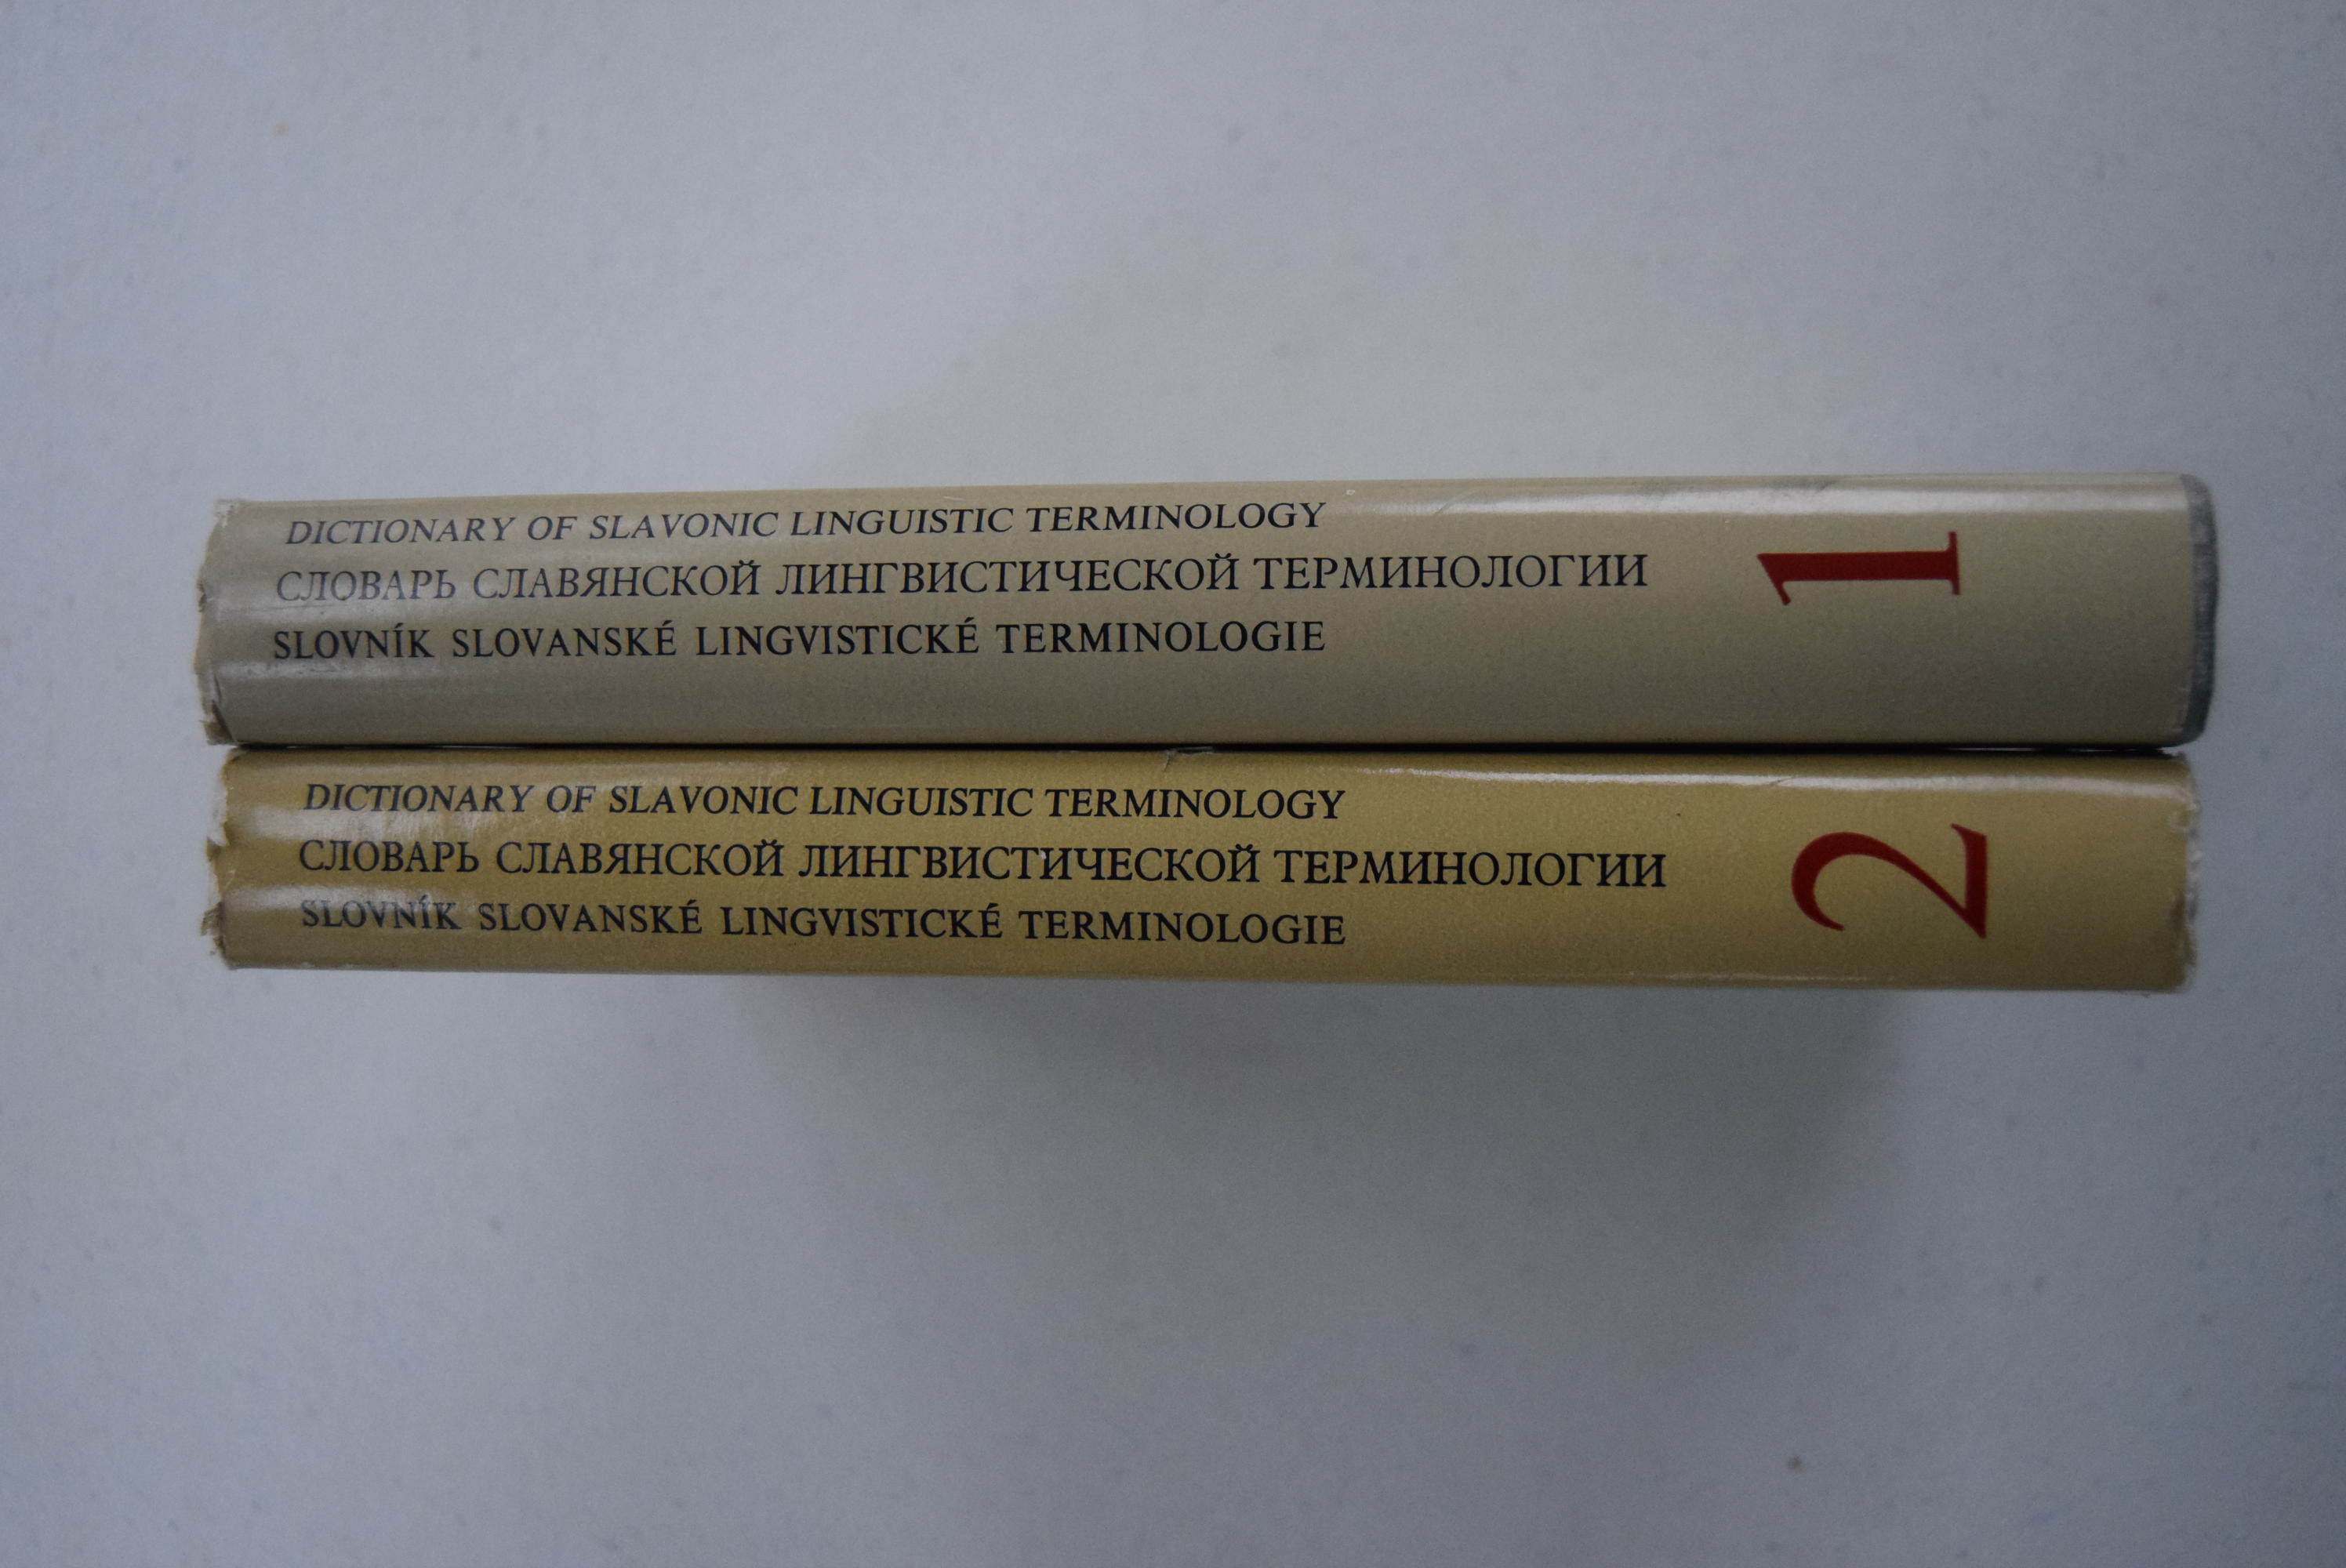 DICTIONARY OF SLAVONIC LINGUISTIC TERMINOLOGY
СЛОВАРЬ СЛАВЯНСКОЙ ЛИНГВИСТИЧЕСКОЙ ТЕРМИНОЛОГИИ
SLOVNÍK SLOVANSKÉ LINGVISTICKÉ TERMINOLOGIE
1
DICTIONARY OF SLAVONIC LINGUISTIC TERMINOLOGY
СЛОВАРЬ СЛАВЯНСКОЙ ЛИНГВИСТИЧЕСКОЙ ТЕРМИНОЛОГИИ
SLOVNÍK SLOVANSKÉ LINGVISTICKÉ TERMINOLOGIE
2